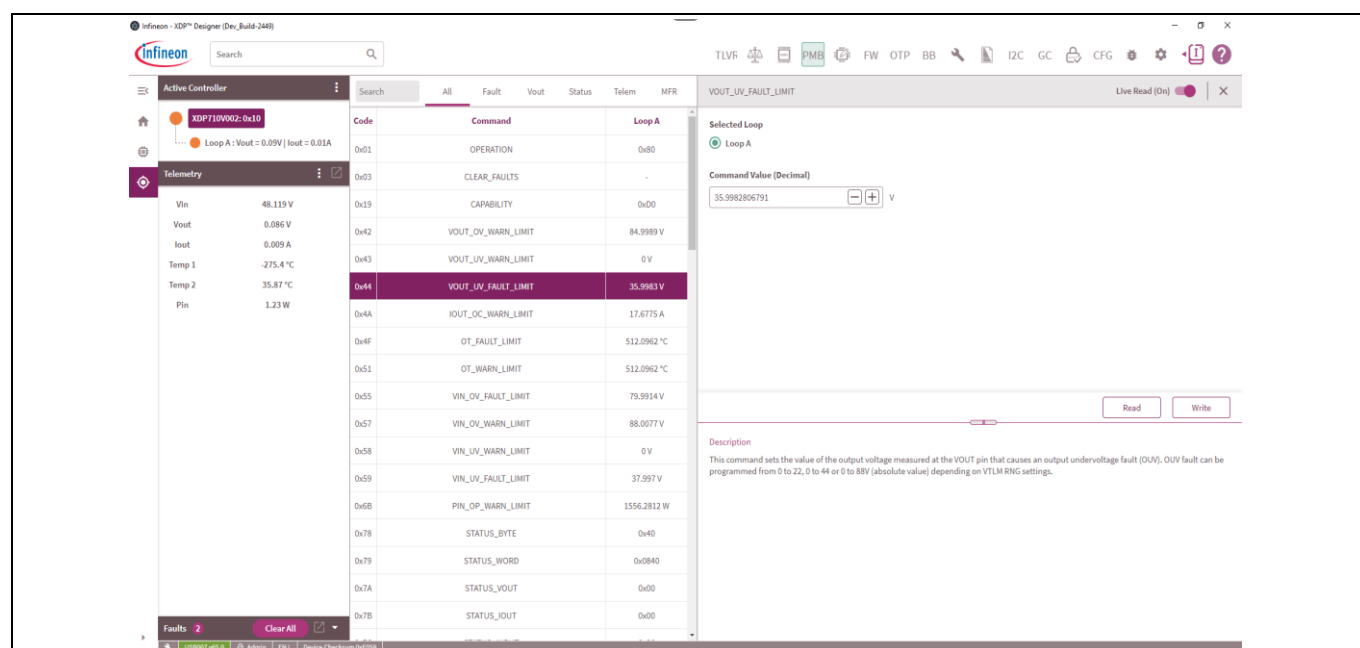 Infineon - XDP™ Designer (Dev_Build-2449)
infineon
Search
TLVR PMB FW OTP BB I2C GC CFG
Active Controller
XDP710V002: 0x10
Loop A : Vout = 0.09V | Iout = 0.01A
Telemetry
Vin 48.119 V
Vout 0.086 V
Iout 0.009 A
Temp 1 -275.4 °C
Temp 2 35.87 °C
Pin 1.23 W
Faults 2 Clear All
Search All Fault Vout Status Telem MFR
Code Command Loop A
0x01 OPERATION 0x80
0x03 CLEAR_FAULTS -
0x19 CAPABILITY 0xD0
0x42 VOUT_OV_WARN_LIMIT 84.9989 V
0x43 VOUT_UV_WARN_LIMIT 0 V
0x44 VOUT_UV_FAULT_LIMIT 35.9983 V
0x4A IOUT_OC_WARN_LIMIT 17.6775 A
0x4F OT_FAULT_LIMIT 512.0962 °C
0x51 OT_WARN_LIMIT 512.0962 °C
0x55 VIN_OV_FAULT_LIMIT 79.9914 V
0x57 VIN_OV_WARN_LIMIT 88.0077 V
0x58 VIN_UV_WARN_LIMIT 0 V
0x59 VIN_UV_FAULT_LIMIT 37.997 V
0x6B PIN_OP_WARN_LIMIT 1556.2812 W
0x78 STATUS_BYTE 0x40
0x79 STATUS_WORD 0x0840
0x7A STATUS_VOUT 0x00
0x7B STATUS_IOUT 0x00
VOUT_UV_FAULT_LIMIT Live Read (On)
Selected Loop
Loop A
Command Value (Decimal)
35.9982806791 V
Read Write
Description
This command sets the value of the output voltage measured at the VOUT pin that causes an output undervoltage fault (OUV). OUV fault can be
programmed from 0 to 22, 0 to 44 or 0 to 88V (absolute value) depending on VTLM RNG settings.